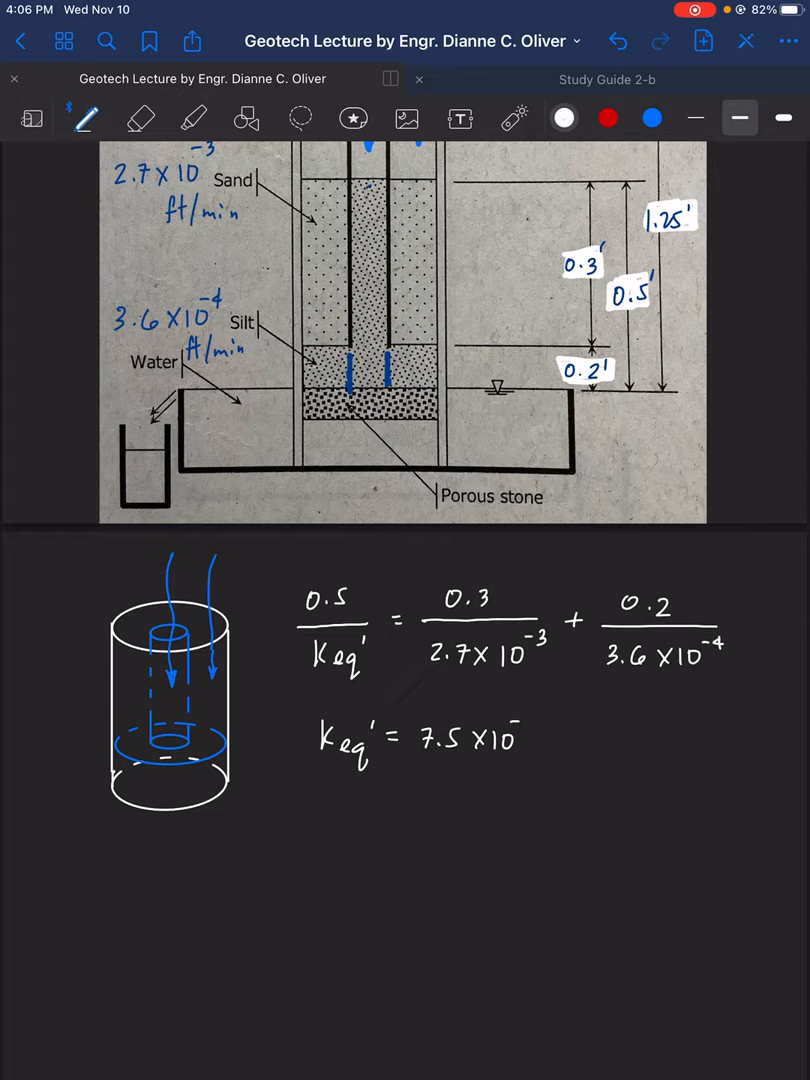 4:06 PM Wed Nov 10
82%
Geotech Lecture by Engr. Dianne C. Oliver
Geotech Lecture by Engr. Dianne C. Oliver
Study Guide 2-b
2.7 X 10⁻³
ft/min
Sand
1.25'
0.3'
0.5'
3.6 X 10⁻⁴
ft/min
Silt
Water
0.2'
Porous stone
0.5 / Keq' = 0.3 / 2.7 X 10⁻³ + 0.2 / 3.6 X 10⁻⁴
Keq' = 7.5 X 10⁻